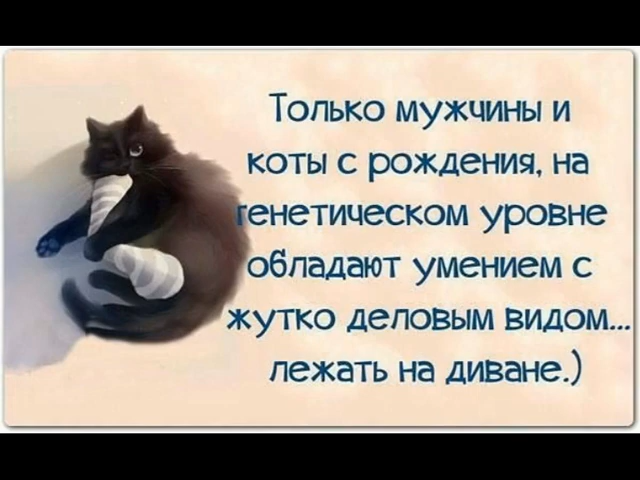 Только мужчины и
коты с рождения, на
генетическом уровне
обладают умением с
жутко деловым видом...
лежать на диване.)